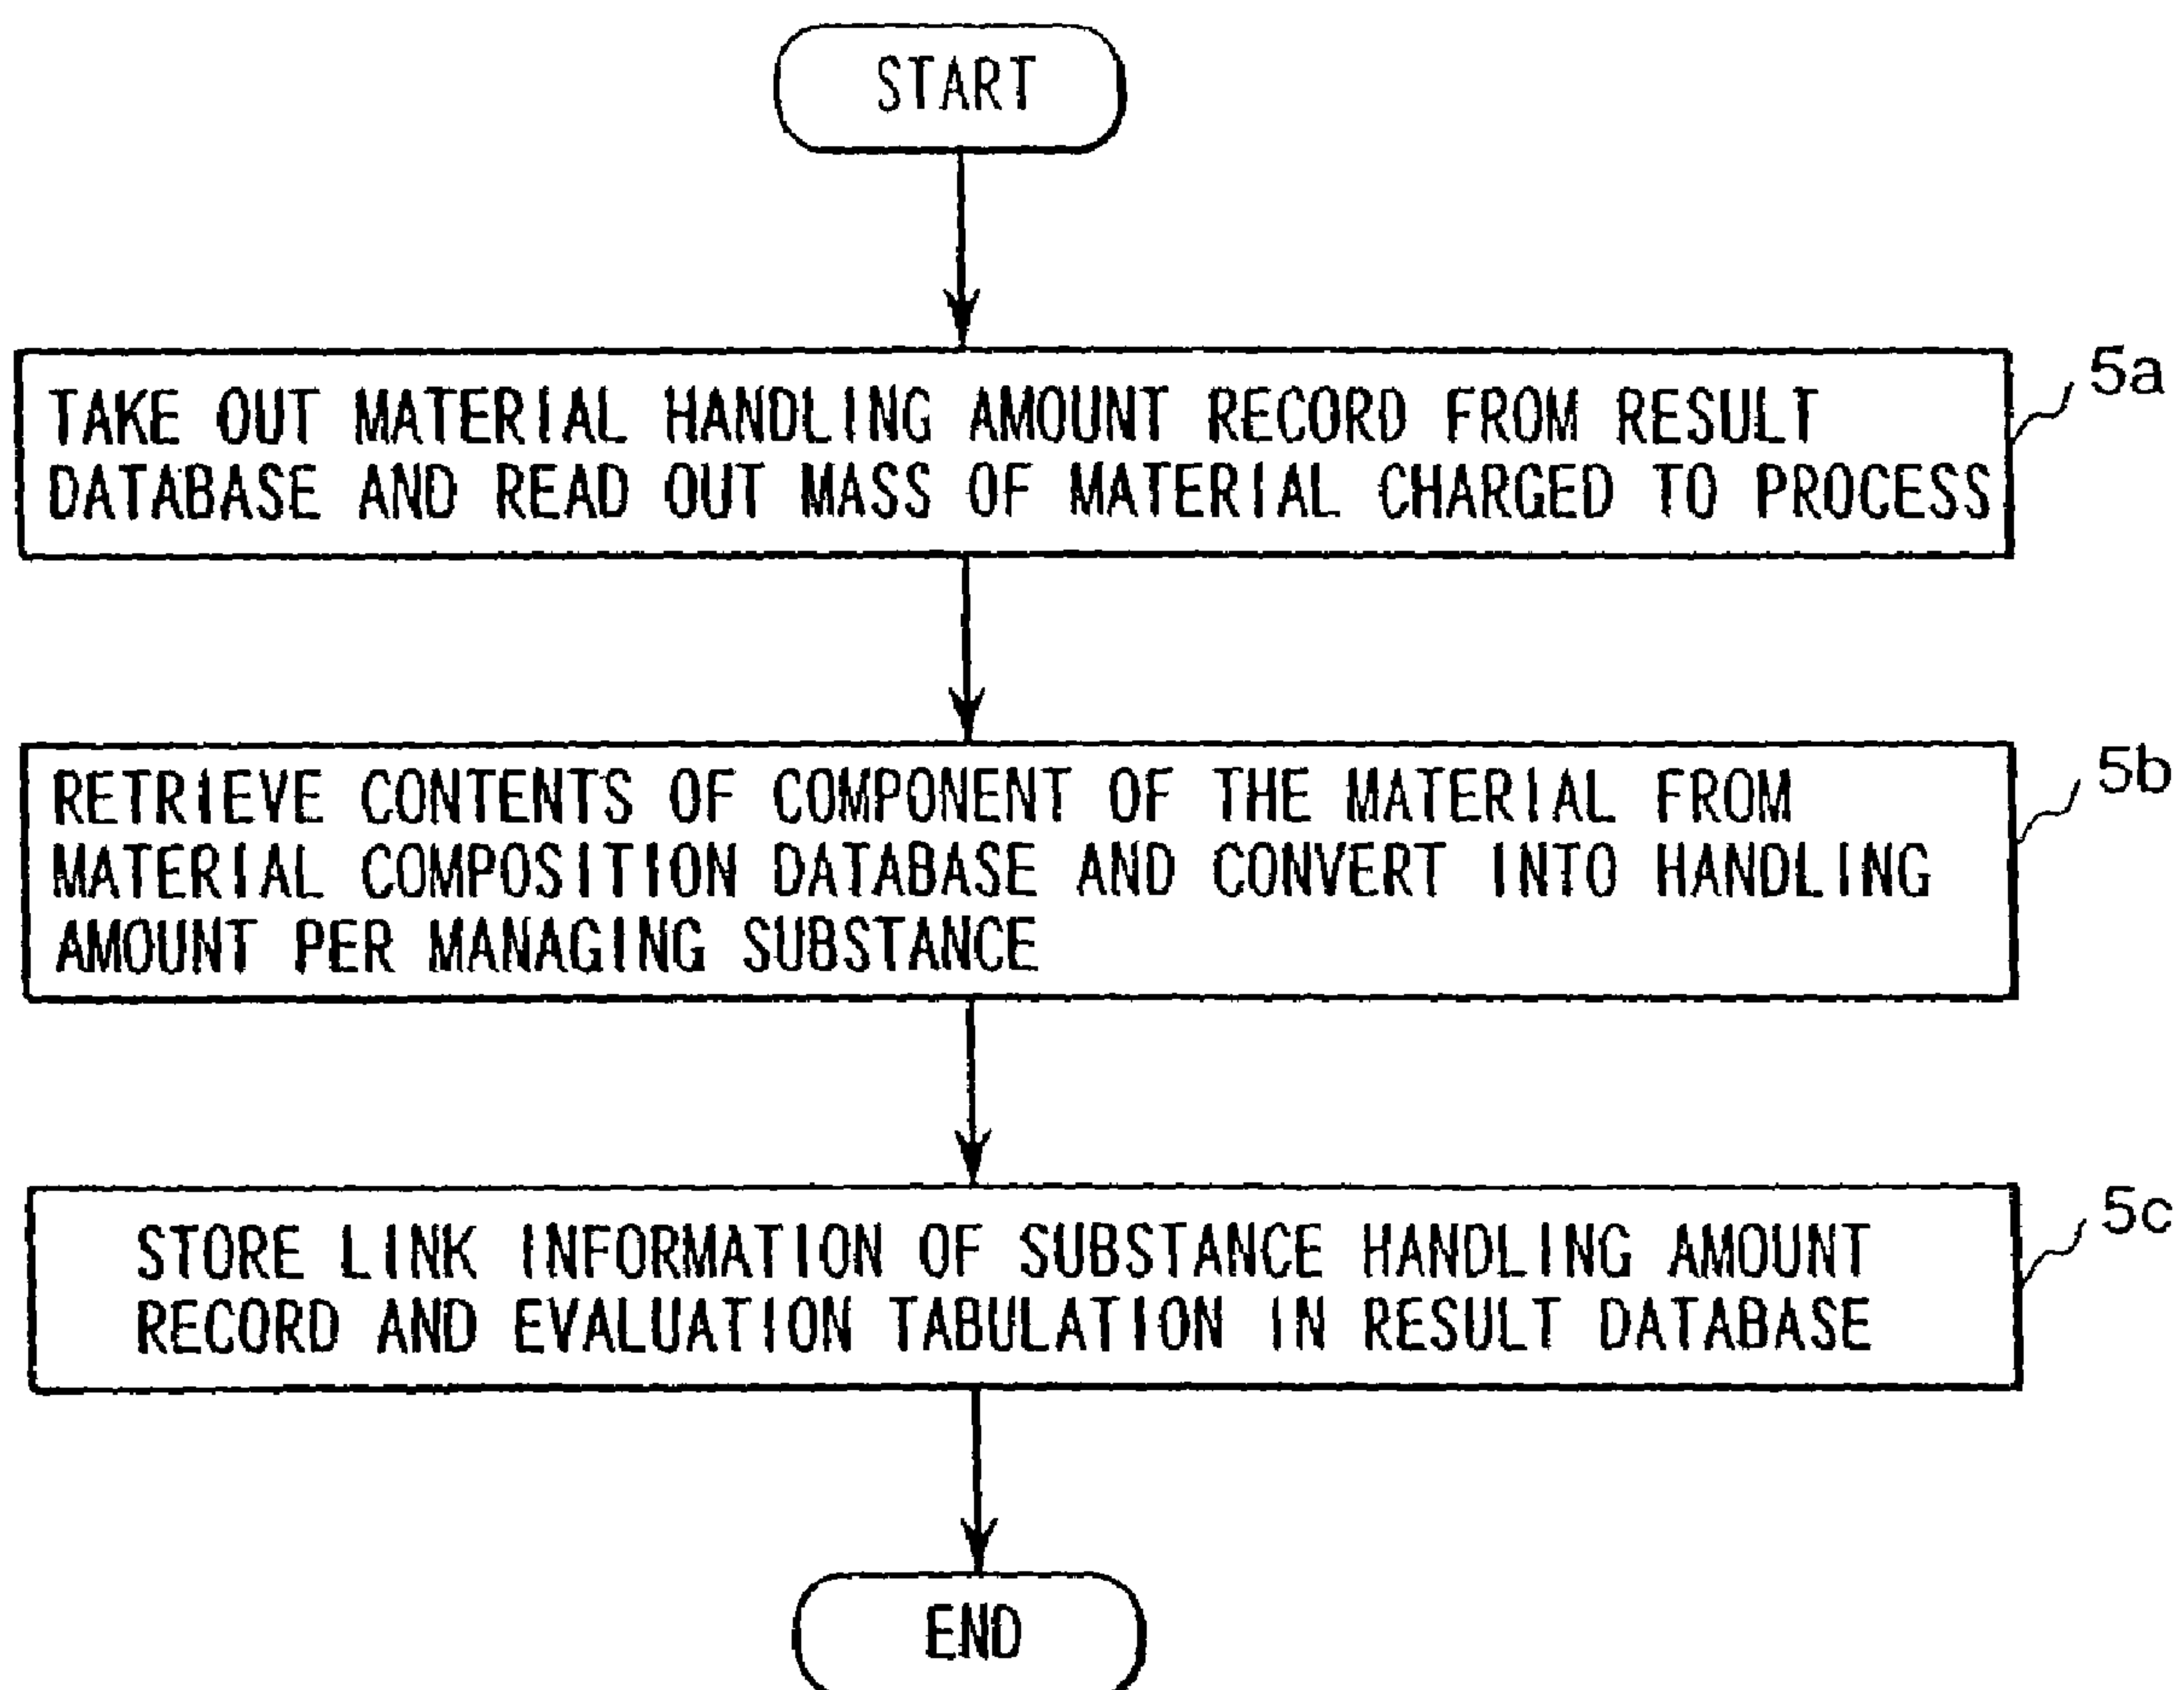 START
5a
TAKE OUT MATERIAL HANDLING AMOUNT RECORD FROM RESULT
DATABASE AND READ OUT MASS OF MATERIAL CHARGED TO PROCESS
5b
RETRIEVE CONTENTS OF COMPONENT OF THE MATERIAL FROM
MATERIAL COMPOSITION DATABASE AND CONVERT INTO HANDLING
AMOUNT PER MANAGING SUBSTANCE
5c
STORE LINK INFORMATION OF SUBSTANCE HANDLING AMOUNT
RECORD AND EVALUATION TABULATION IN RESULT DATABASE
END